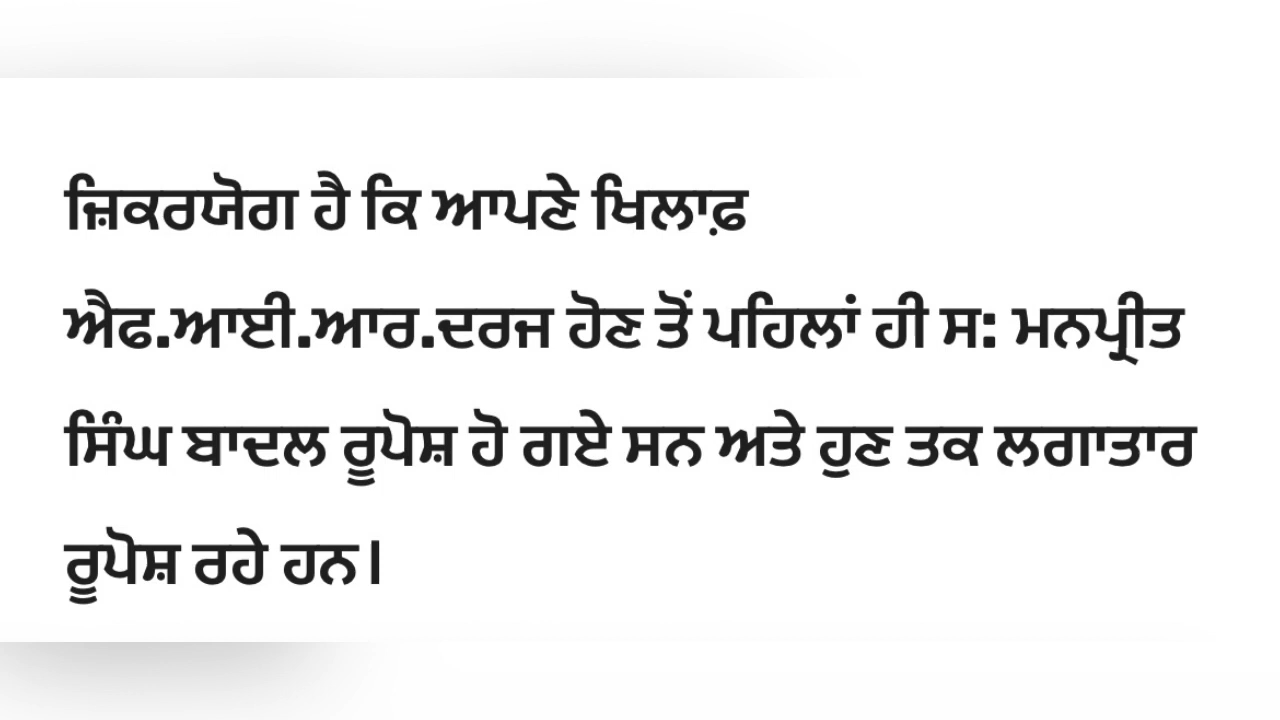 ਜ਼ਿਕਰਯੋਗ ਹੈ ਕਿ ਆਪਣੇ ਖਿਲਾਫ਼
ਐਫ.ਆਈ.ਆਰ.ਦਰਜ ਹੋਣ ਤੋਂ ਪਹਿਲਾਂ ਹੀ ਸ: ਮਨਪ੍ਰੀਤ
ਸਿੰਘ ਬਾਦਲ ਰੂਪੋਸ਼ ਹੋ ਗਏ ਸਨ ਅਤੇ ਹੁਣ ਤਕ ਲਗਾਤਾਰ
ਰੂਪੋਸ਼ ਰਹੇ ਹਨ।